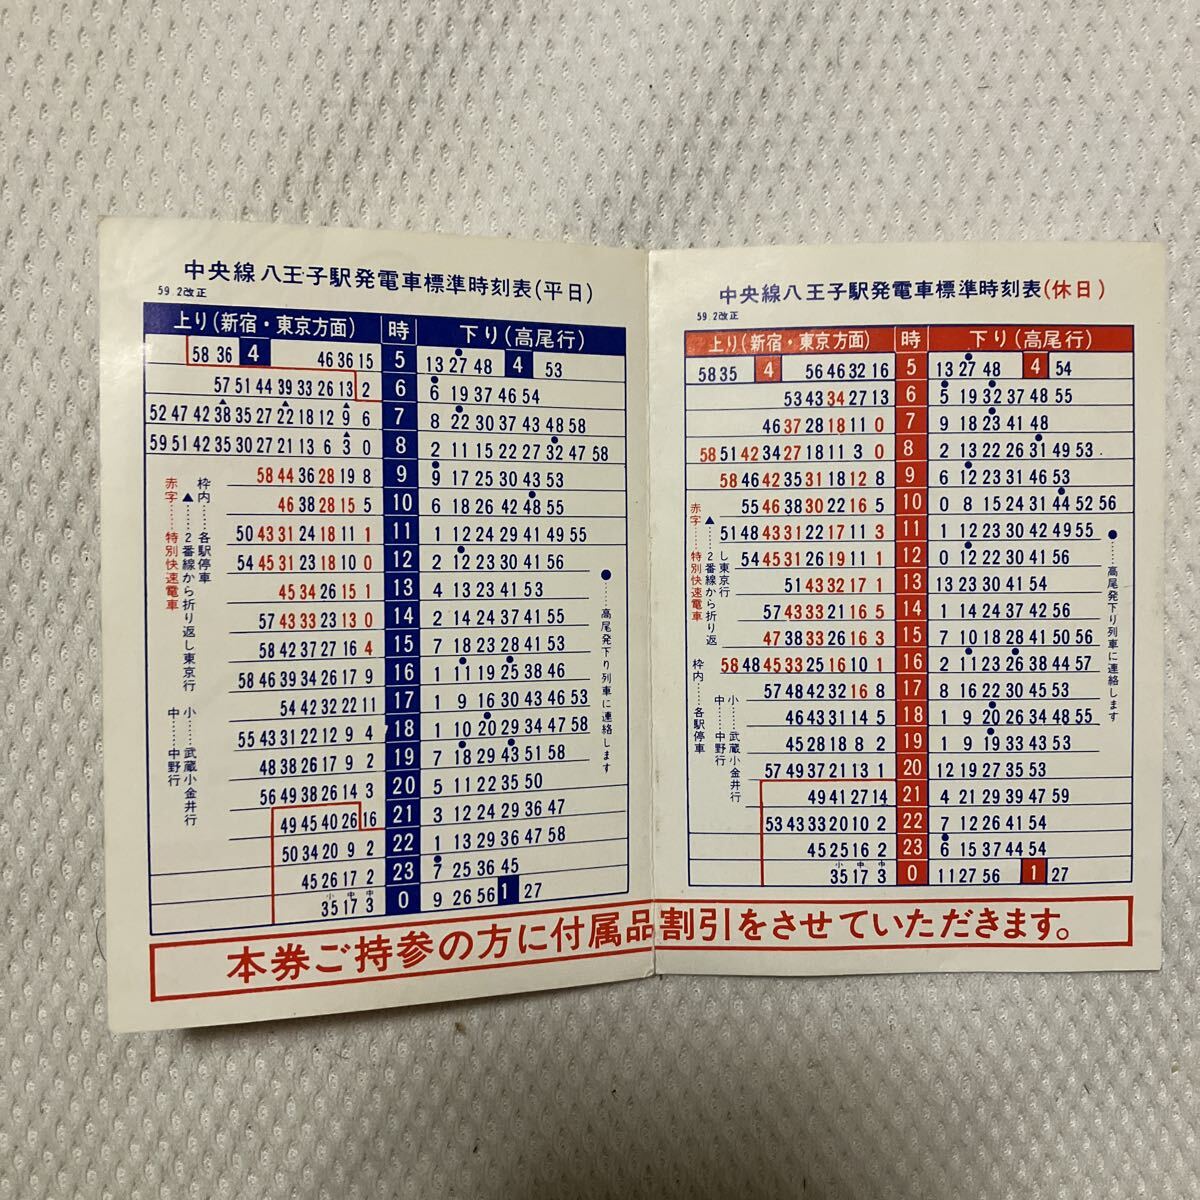 中央線八王子駅発電車標準時刻表(平日)
59.2改正
上り(新宿・東京方面) 時 下り(高尾行)
58 36 4 46 36 15 5 13 27 48 4 53
57 51 44 39 33 26 13 2 6 6 19 37 46 54
52 47 42 38 35 27 22 18 12 9 6 7 8 22 30 37 43 48 58
59 51 42 35 30 27 21 13 6 3 0 8 2 11 15 22 27 32 47 58
58 44 36 28 19 8 9 9 17 25 30 43 53
46 38 28 15 5 10 6 18 26 42 48 55
50 43 31 24 18 11 1 11 1 12 24 29 41 49 55
54 45 31 23 18 10 0 12 2 12 23 30 41 56
45 34 26 15 1 13 4 13 23 41 53
57 43 33 23 13 0 14 2 14 24 37 41 55
58 42 37 27 16 4 15 7 18 23 28 41 53
58 46 39 34 26 17 9 16 1 11 19 25 38 46
54 42 32 22 11 17 1 9 16 30 43 46 53
55 43 31 22 12 9 4 18 1 10 20 29 34 47 58
48 38 26 17 9 2 19 7 18 29 43 51 58
56 49 38 26 14 3 20 5 11 22 35 50
49 45 40 26 16 21 3 12 24 29 36 47
50 34 20 9 2 22 1 13 29 36 47 58
45 26 17 2 23 7 25 36 45
小 中 中
35 17 3 0 9 26 56 1 27
枠内……各駅停車
▲……2番線から折り返し東京行
赤字……特別快速電車
小……武蔵小金井行
中……中野行
●……高尾発下り列車に連絡します
中央線八王子駅発電車標準時刻表(休日)
59.2改正
上り(新宿・東京方面) 時 下り(高尾行)
58 35 4 56 46 32 16 5 13 27 48 4 54
53 43 34 27 13 6 5 19 32 37 48 55
46 37 28 18 11 0 7 9 18 23 41 48
58 51 42 34 27 18 11 3 0 8 2 13 22 26 31 49 53
58 46 42 35 31 18 12 8 9 6 12 23 31 46 53
55 46 38 30 22 16 5 10 0 8 15 24 31 44 52 56
51 48 43 31 22 17 11 3 11 1 12 23 30 42 49 55
54 45 31 26 19 11 1 12 0 12 22 30 41 56
51 43 32 17 1 13 13 23 30 41 54
57 43 33 21 16 5 14 1 14 24 37 42 56
47 38 33 26 16 3 15 7 10 18 28 41 50 56
58 48 45 33 25 16 10 1 16 2 11 23 26 38 44 57
57 48 42 32 16 8 17 8 16 22 30 45 53
46 43 31 14 5 18 1 9 20 26 34 48 55
45 28 18 8 2 19 1 9 19 33 43 53
57 49 37 21 13 1 20 12 19 27 35 53
49 41 27 14 21 4 21 29 39 47 59
53 43 33 20 10 2 22 7 12 26 41 54
45 25 16 2 23 6 15 37 44 54
小 中 中
35 17 3 0 11 27 56 1 27
▲……2番線から折り返し東京行
赤字……特別快速電車
小……武蔵小金井行
中……中野行
枠内……各駅停車
●……高尾発下り列車に連絡します
本券ご持参の方に付属品割引をさせていただきます。